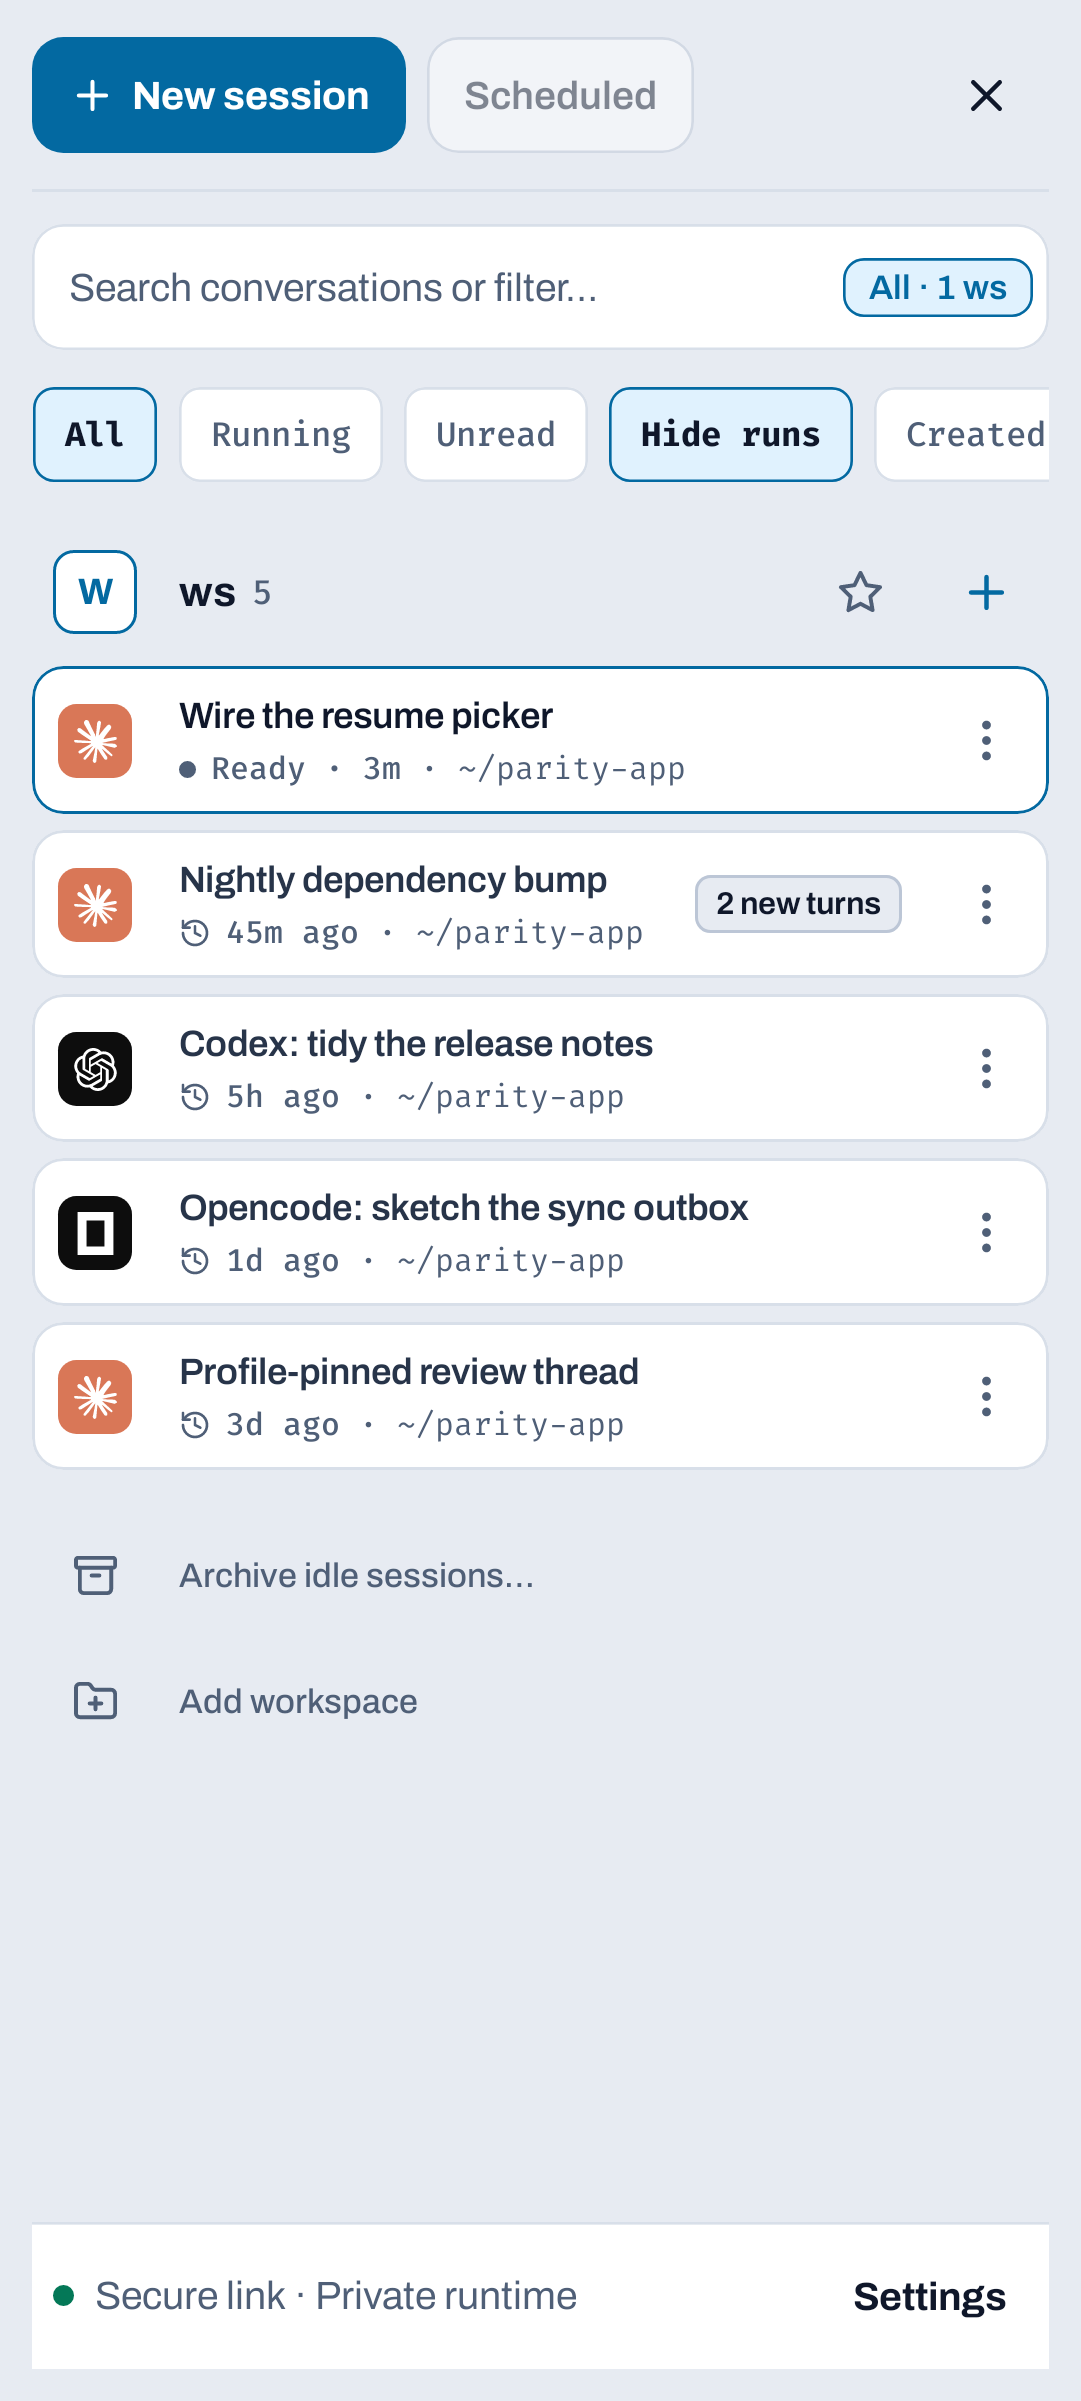 New session
Scheduled
Search conversations or filter...
All · 1 ws
All
Running
Unread
Hide runs
Created
W
ws 5
Wire the resume picker
Ready · 3m · ~/parity-app
Nightly dependency bump
45m ago · ~/parity-app
2 new turns
Codex: tidy the release notes
5h ago · ~/parity-app
Opencode: sketch the sync outbox
1d ago · ~/parity-app
Profile-pinned review thread
3d ago · ~/parity-app
Archive idle sessions...
Add workspace
Secure link · Private runtime
Settings